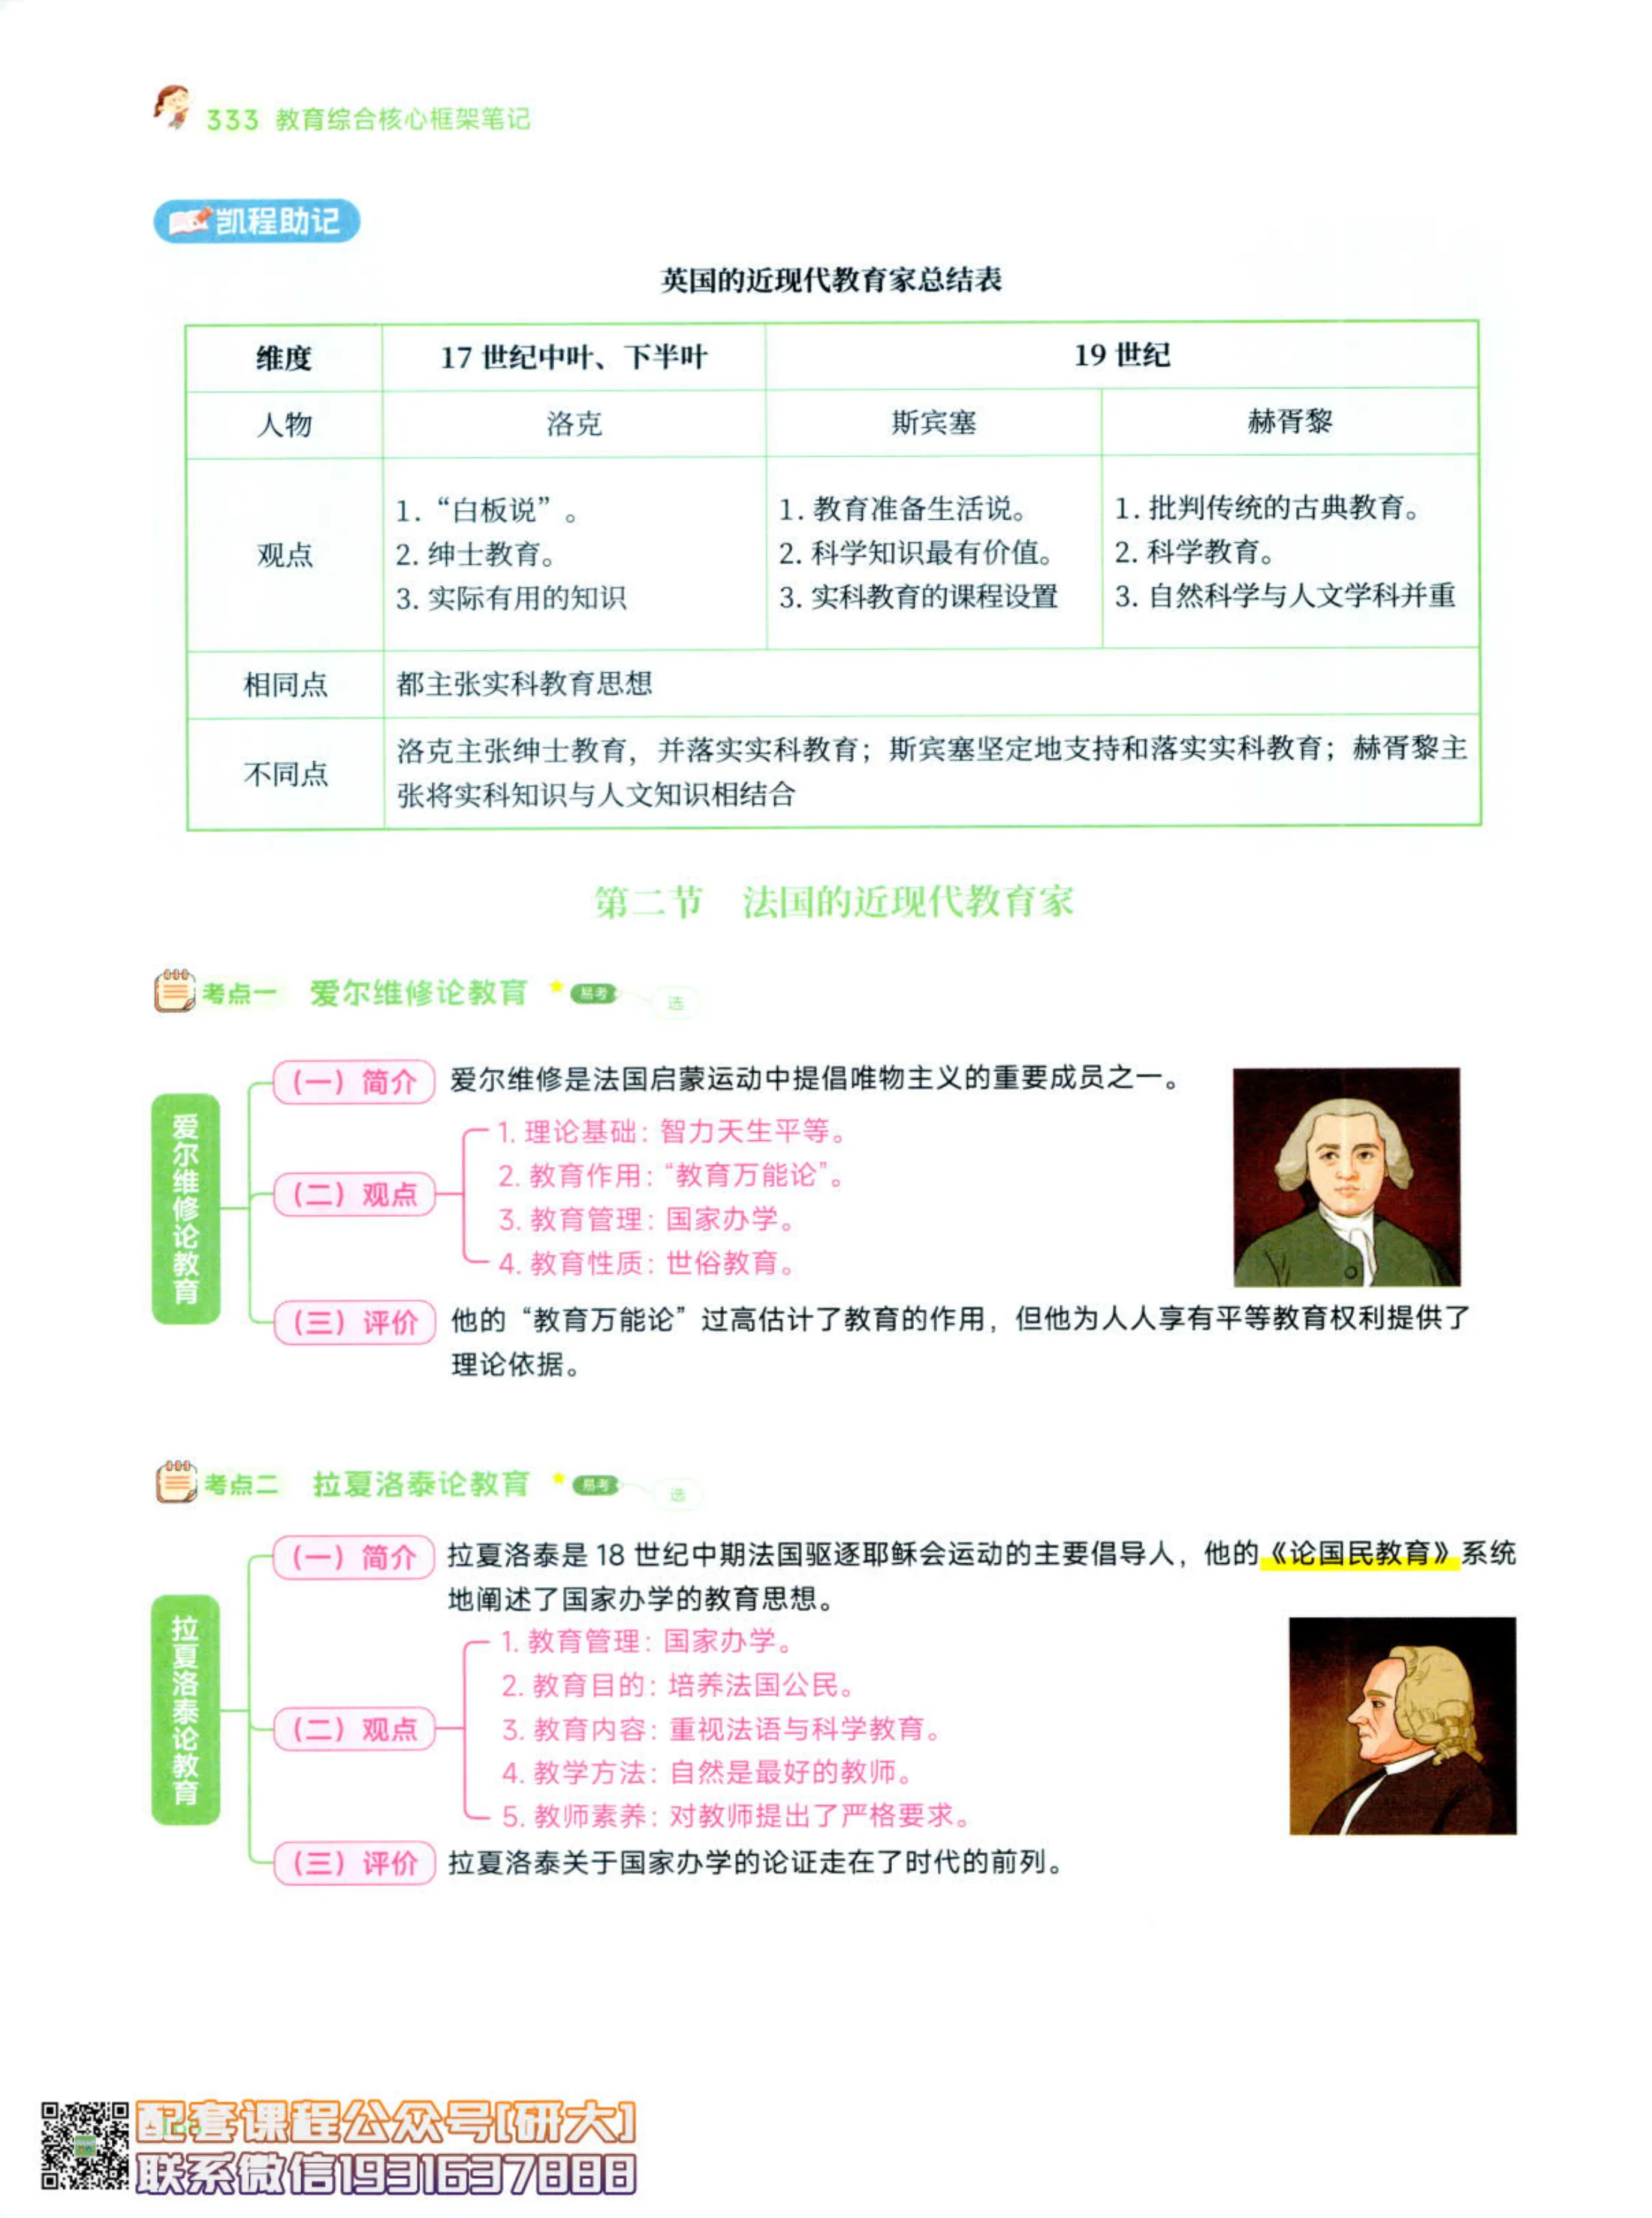 333 教育综合核心框架笔记
凯程助记
英国的近现代教育家总结表
维度 17 世纪中叶、下半叶 19 世纪
人物 洛克 斯宾塞 赫胥黎
观点
1. “白板说”。
2. 绅士教育。
3. 实际有用的知识
1. 教育准备生活说。
2. 科学知识最有价值。
3. 实科教育的课程设置
1. 批判传统的古典教育。
2. 科学教育。
3. 自然科学与人文学科并重
相同点 都主张实科教育思想
不同点
洛克主张绅士教育，并落实实科教育；斯宾塞坚定地支持和落实实科教育；赫胥黎主
张将实科知识与人文知识相结合
第二节 法国的近现代教育家
考点一 爱尔维修论教育 易考 选
爱尔维修论教育
（一）简介 爱尔维修是法国启蒙运动中提倡唯物主义的重要成员之一。
（二）观点
1. 理论基础：智力天生平等。
2. 教育作用：“教育万能论”。
3. 教育管理：国家办学。
4. 教育性质：世俗教育。
（三）评价 他的“教育万能论”过高估计了教育的作用，但他为人人享有平等教育权利提供了
理论依据。
考点二 拉夏洛泰论教育 易考 选
拉夏洛泰论教育
（一）简介 拉夏洛泰是 18 世纪中期法国驱逐耶稣会运动的主要倡导人，他的《论国民教育》系统
地阐述了国家办学的教育思想。
（二）观点
1. 教育管理：国家办学。
2. 教育目的：培养法国公民。
3. 教育内容：重视法语与科学教育。
4. 教学方法：自然是最好的教师。
5. 教师素养：对教师提出了严格要求。
（三）评价 拉夏洛泰关于国家办学的论证走在了时代的前列。
配套课程公众号[研大]
联系微信1931637888